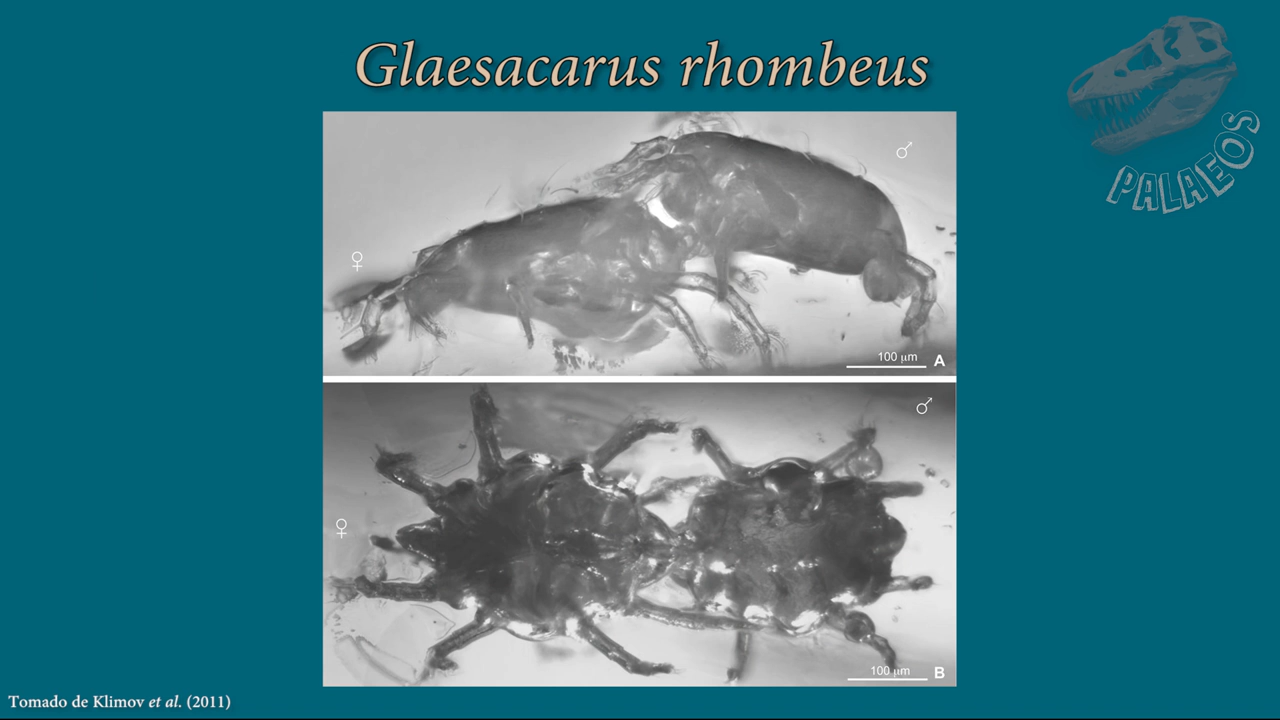 Glaesacarus rhombeus
PALAEOS
♂
♀
100 μm A
♂
♀
100 μm B
Tomado de Klimov et al. (2011)